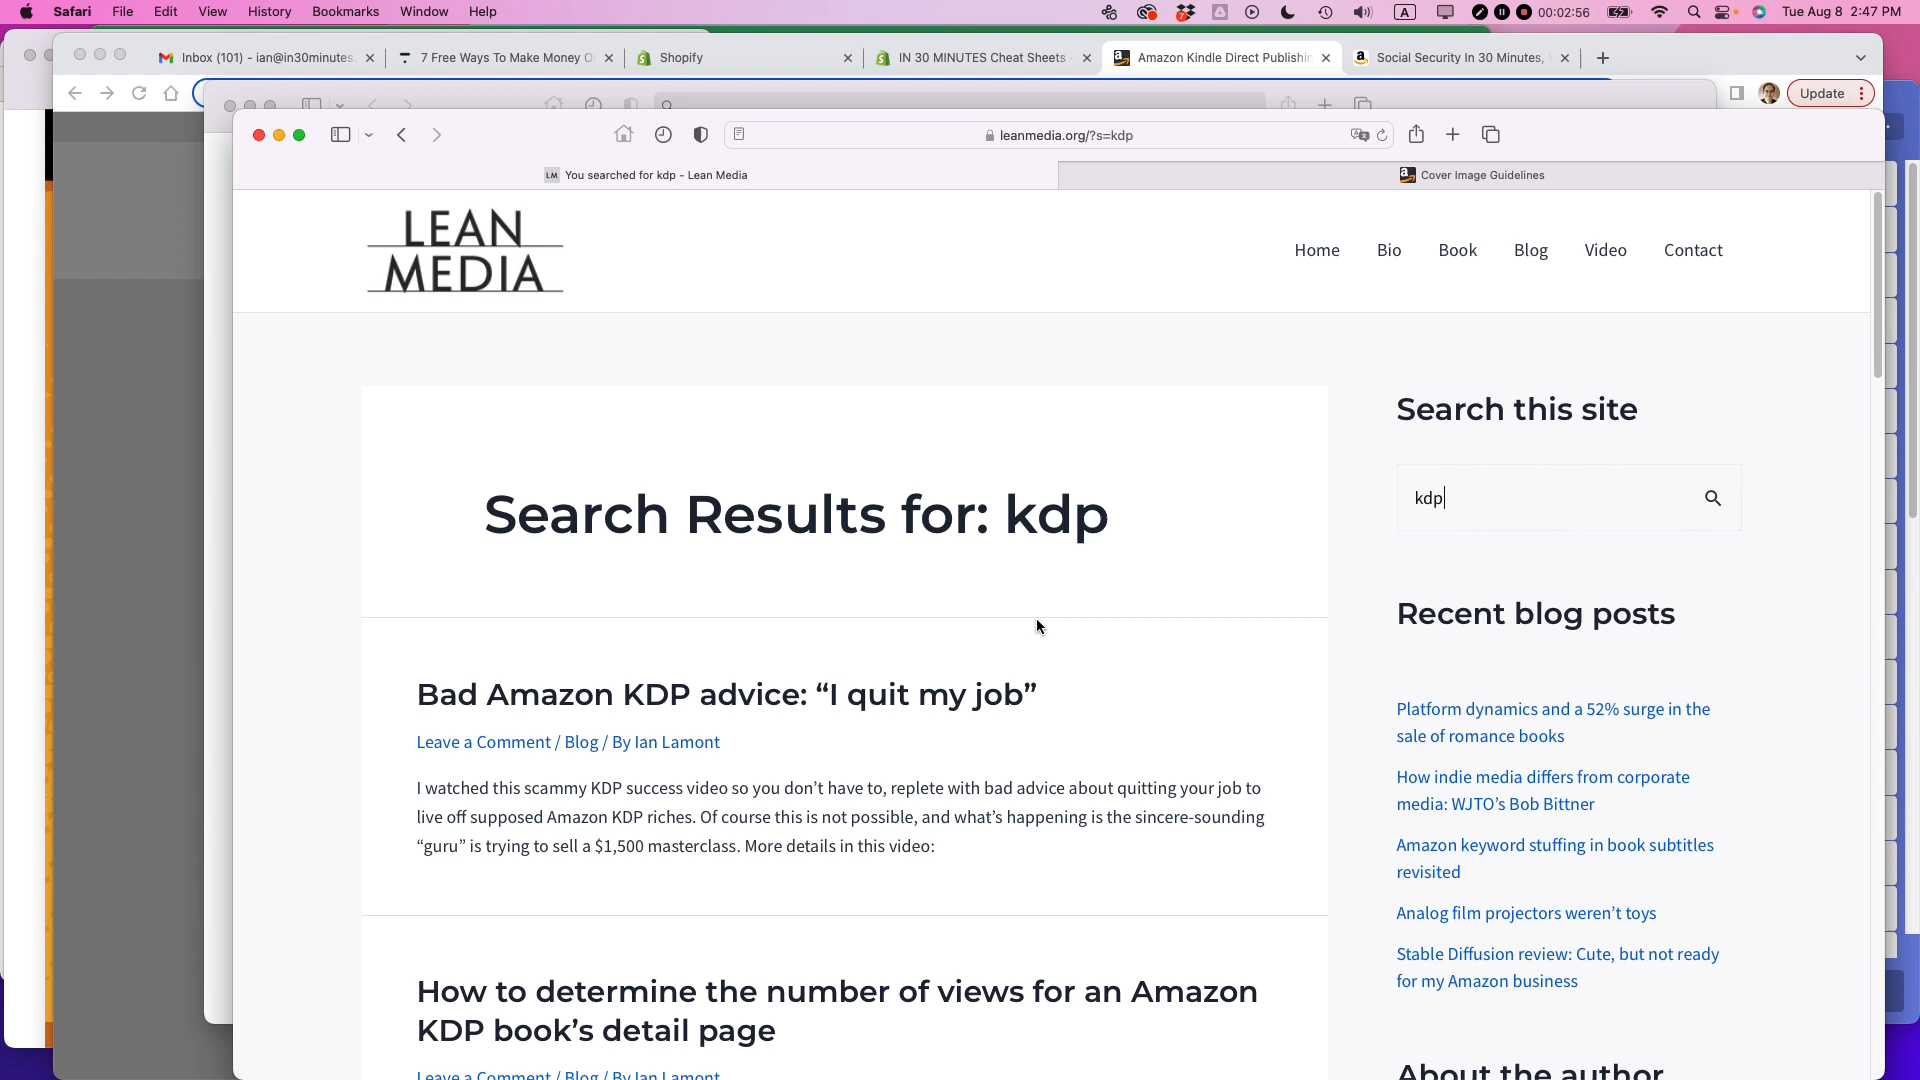 Safari File Edit View History Bookmarks Window Help
7 A 00:02:56 Tue Aug 8 2:47 PM
Inbox (101) - ian@in30minutes. 7 Free Ways To Make Money O Shopify IN 30 MINUTES Cheat Sheets Amazon Kindle Direct Publishin Social Security In 30 Minutes,
Update
leanmedia.org/?s=kdp
LM You searched for kdp - Lean Media
Cover Image Guidelines
LEAN
MEDIA
Home Bio Book Blog Video Contact
Search Results for: kdp
Bad Amazon KDP advice: “I quit my job”
Leave a Comment / Blog / By Ian Lamont
I watched this scammy KDP success video so you don’t have to, replete with bad advice about quitting your job to
live off supposed Amazon KDP riches. Of course this is not possible, and what’s happening is the sincere-sounding
“guru” is trying to sell a $1,500 masterclass. More details in this video:
How to determine the number of views for an Amazon
KDP book’s detail page
Leave a Comment / Blog / By Ian Lamont
Search this site
kdp
Recent blog posts
Platform dynamics and a 52% surge in the
sale of romance books
How indie media differs from corporate
media: WJTO’s Bob Bittner
Amazon keyword stuffing in book subtitles
revisited
Analog film projectors weren’t toys
Stable Diffusion review: Cute, but not ready
for my Amazon business
About the author